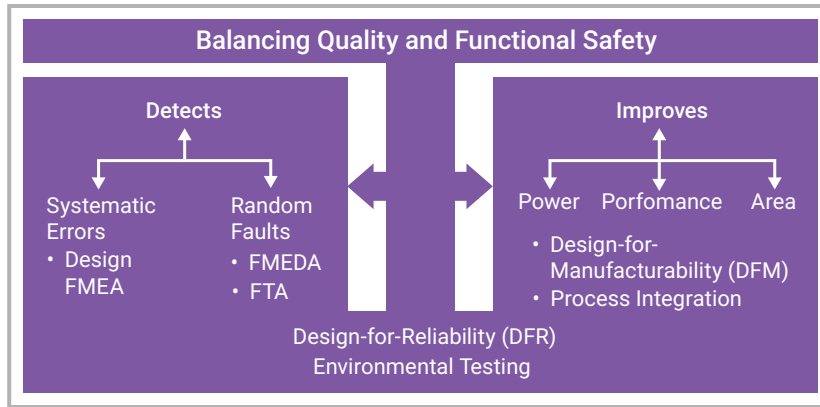 Balancing Quality and Functional Safety
Detects
Systematic
Errors
• Design
FMEA
Random
Faults
• FMEDA
• FTA
Improves
Power
Porfomance
Area
• Design-for-
Manufacturability (DFM)
• Process Integration
Design-for-Reliability (DFR)
Environmental Testing